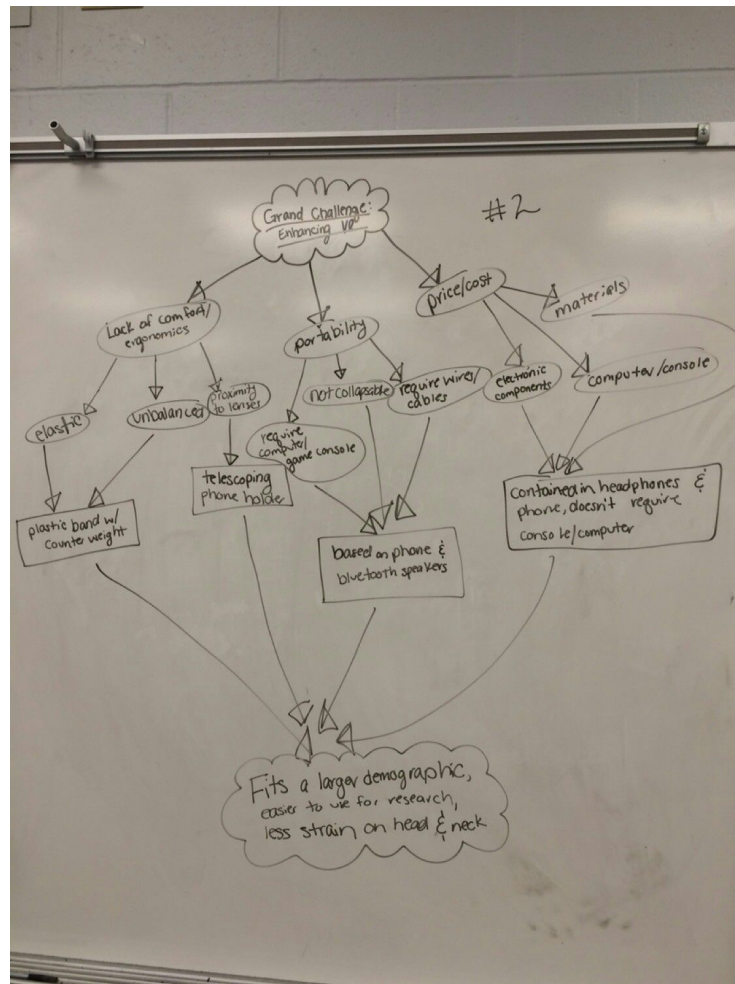 Grand Challenge:
Enhancing VR
#2
Lack of comfort/
ergonomics
portability
price/cost
materials
elastic
unbalanced
proximity
to lenses
require
computer/
game console
not collapsable
require wires/
cables
electronic
components
computer/console
plastic band w/
counter weight
telescoping
phone holder
based on phone &
bluetooth speakers
contained in headphones &
phone, doesn't require
console/computer
Fits a larger demographic,
easier to use for research,
less strain on head & neck